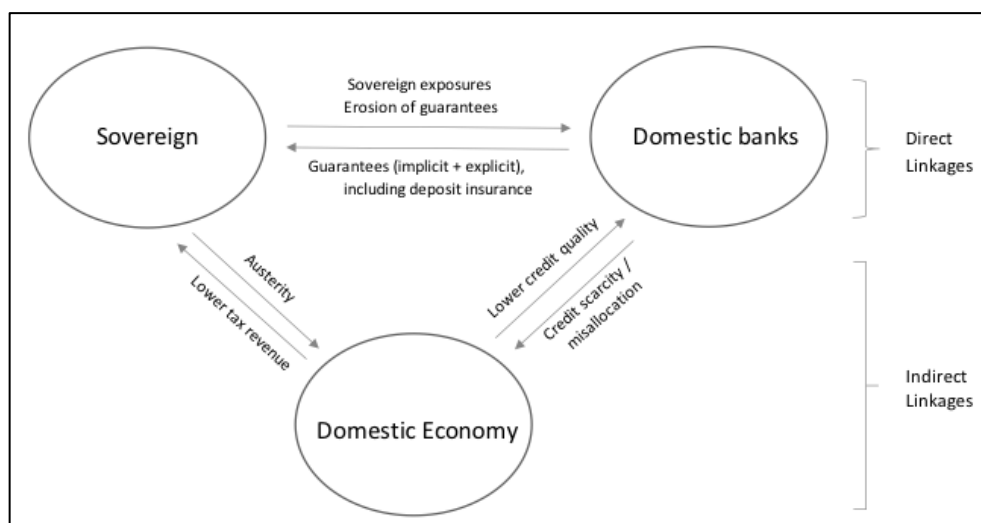 Sovereign exposures
Erosion of guarantees
Sovereign
Domestic banks
Guarantees (implicit + explicit),
including deposit insurance
Direct
Linkages
Austerity
Lower tax revenue
Lower credit quality
Credit scarcity /
misallocation
Domestic Economy
Indirect
Linkages